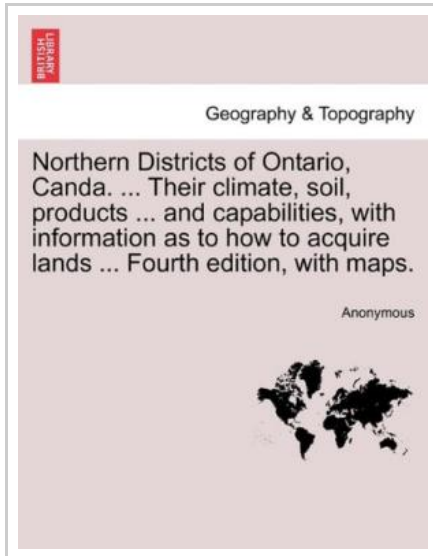 BRITISH
LIBRARY
Geography & Topography
Northern Districts of Ontario,
Canda. ... Their climate, soil,
products ... and capabilities, with
information as to how to acquire
lands ... Fourth edition, with maps.
Anonymous